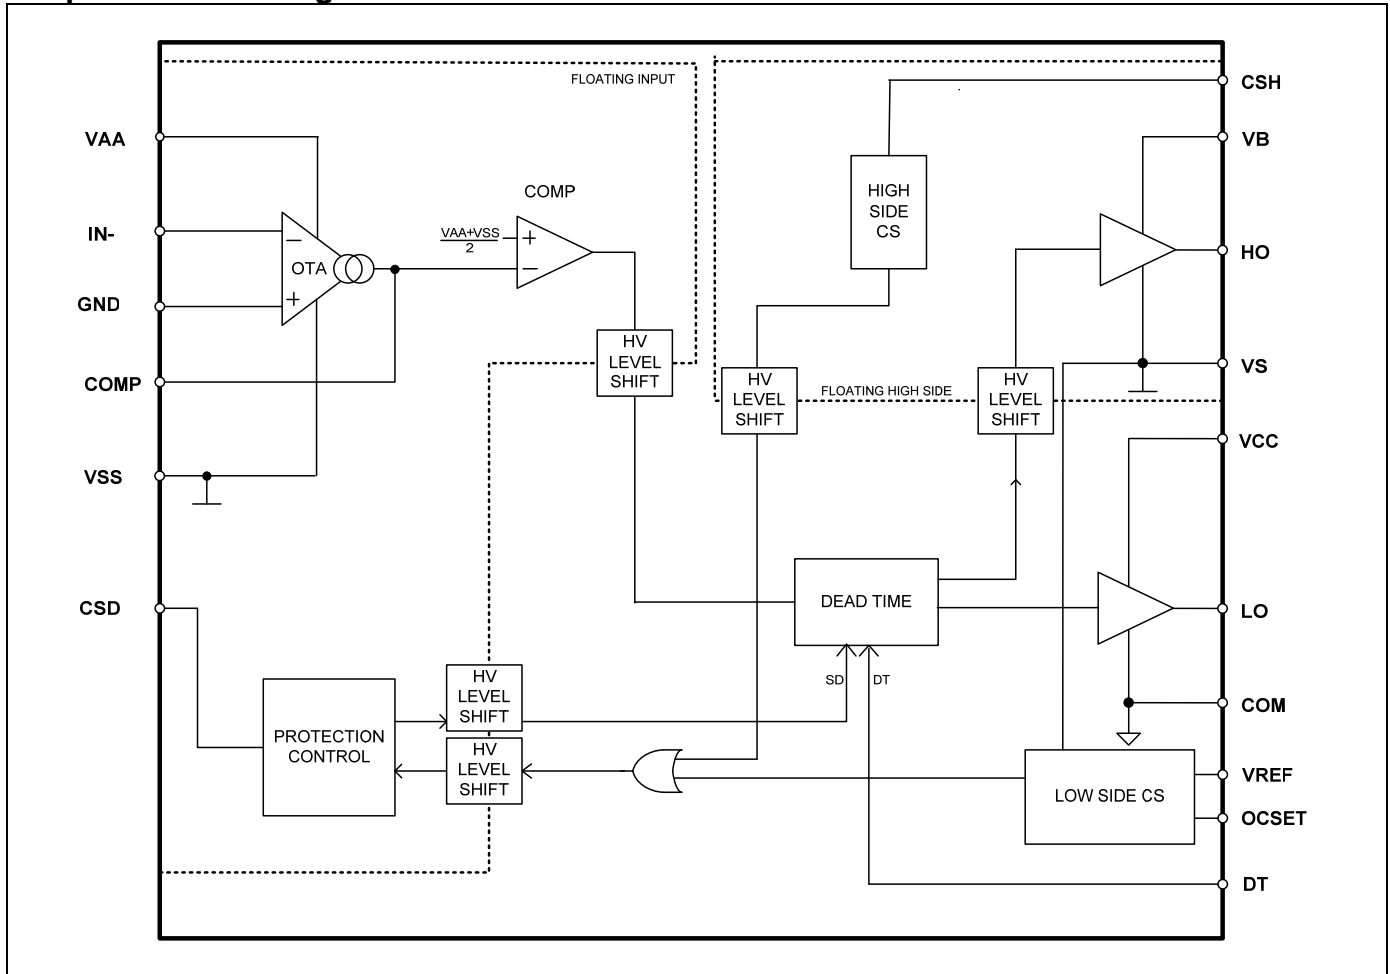 FLOATING INPUT
CSH
VAA
VB
COMP
HIGH
SIDE
CS
IN-
VAA+VSS
2
+
−
−
OTA
+
HO
GND
HV
LEVEL
SHIFT
COMP
VS
HV
LEVEL
SHIFT
FLOATING HIGH SIDE
HV
LEVEL
SHIFT
VCC
VSS
CSD
DEAD TIME
LO
SD
DT
HV
LEVEL
SHIFT
COM
PROTECTION
CONTROL
HV
LEVEL
SHIFT
LOW SIDE CS
VREF
OCSET
DT